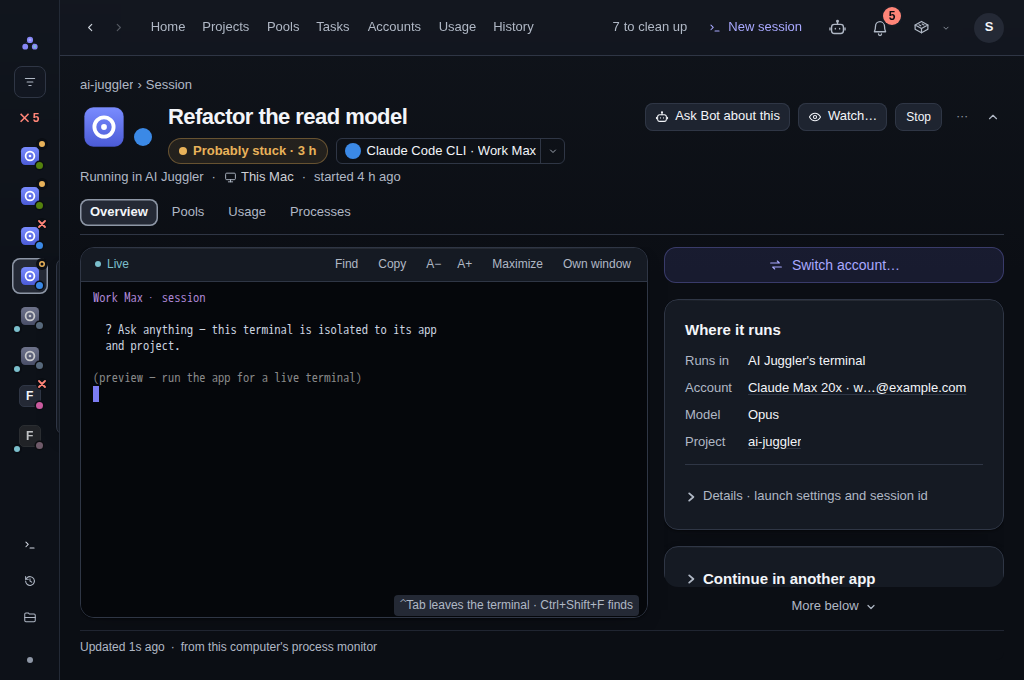 Home Projects Pools Tasks Accounts Usage History 7 to clean up New session 5 S
5
F
F
ai-juggler › Session
Refactor the read model
Ask Bot about this Watch… Stop ···
Probably stuck · 3 h Claude Code CLI · Work Max
Running in AI Juggler · This Mac · started 4 h ago
Overview Pools Usage Processes
Live Find Copy A− A+ Maximize Own window
Work Max · session
? Ask anything — this terminal is isolated to its app
and project.
(preview — run the app for a live terminal)
^Tab leaves the terminal · Ctrl+Shift+F finds
Switch account…
Where it runs
Runs in AI Juggler's terminal
Account Claude Max 20x · w…@example.com
Model Opus
Project ai-juggler
Details · launch settings and session id
Continue in another app
More below
Updated 1s ago · from this computer's process monitor